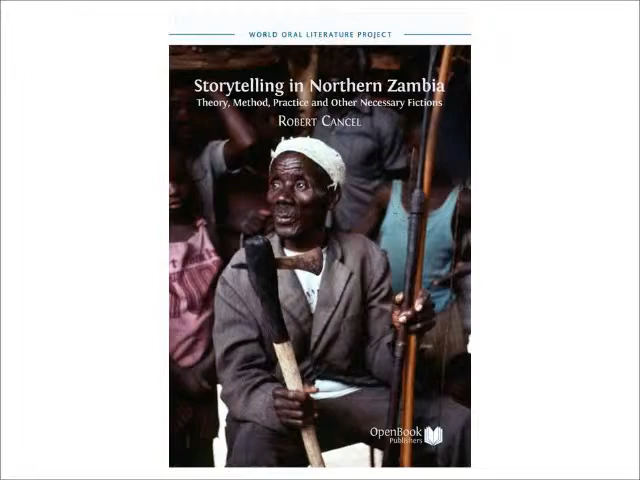 WORLD ORAL LITERATURE PROJECT
Storytelling in Northern Zambia
Theory, Method, Practice and Other Necessary Fictions
ROBERT CANCEL
OpenBook
Publishers